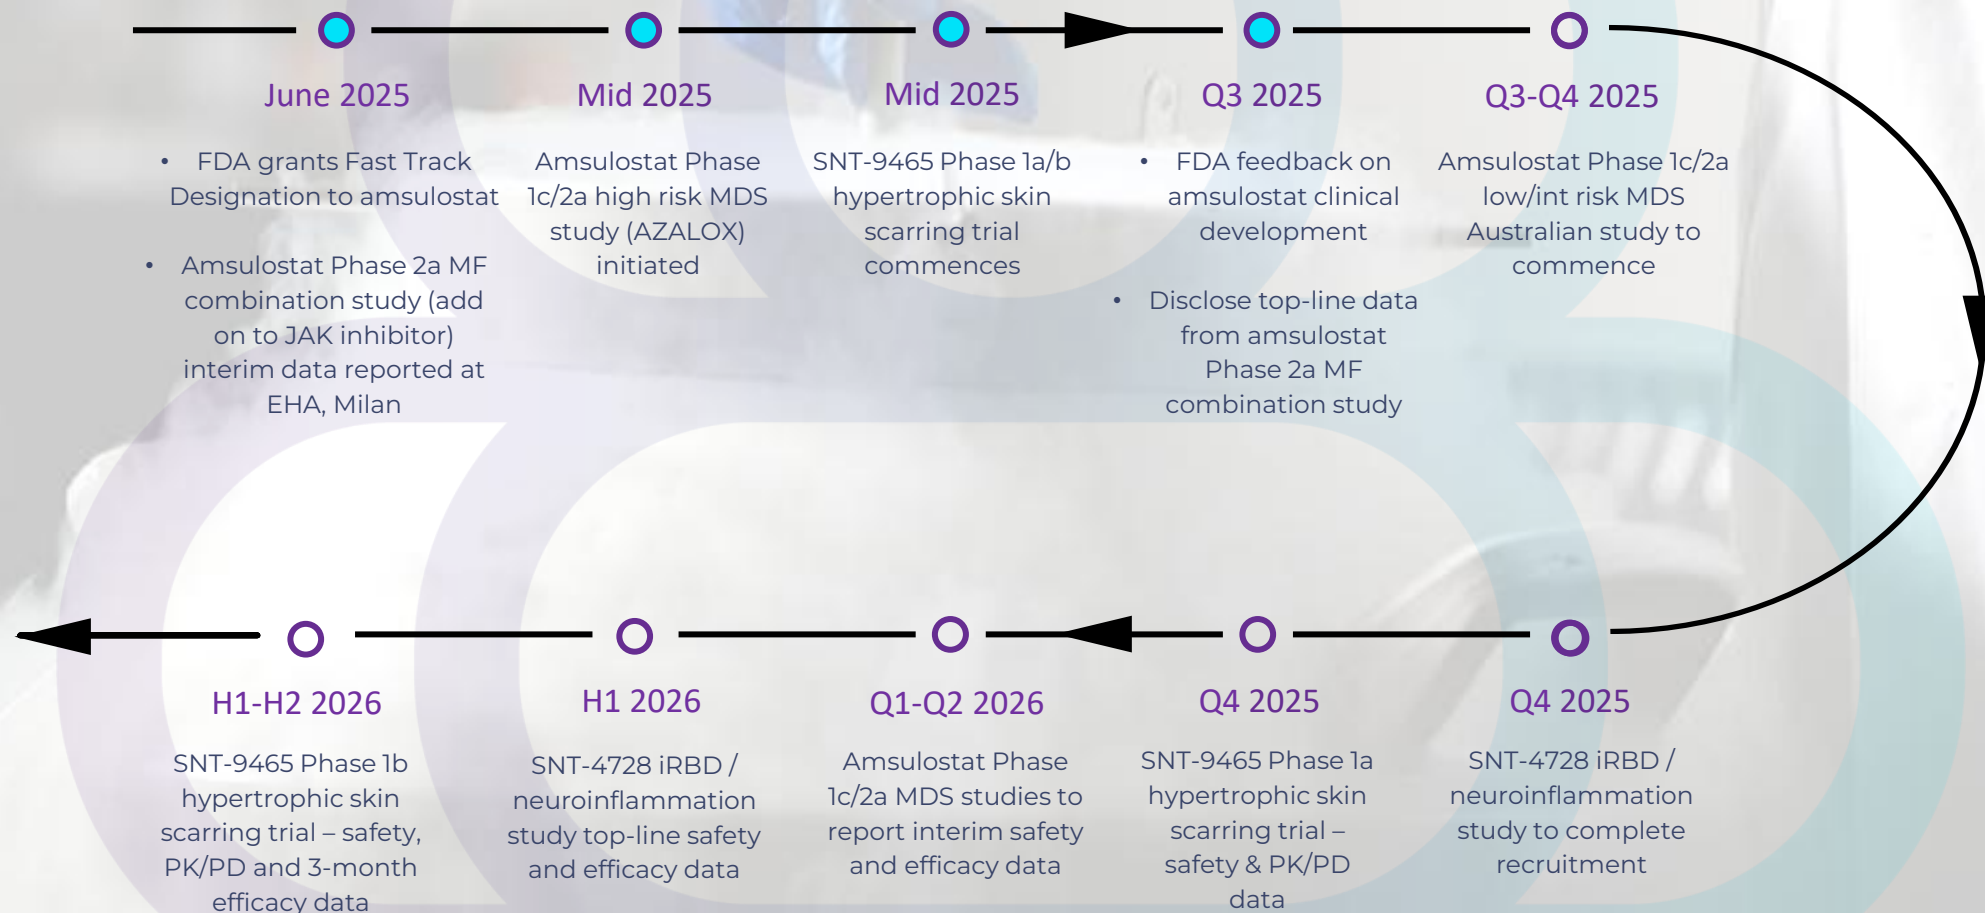 June 2025
• FDA grants Fast Track
Designation to amsulostat
• Amsulostat Phase 2a MF
combination study (add
on to JAK inhibitor)
interim data reported at
EHA, Milan
Mid 2025
Amsulostat Phase
1c/2a high risk MDS
study (AZALOX)
initiated
Mid 2025
SNT-9465 Phase 1a/b
hypertrophic skin
scarring trial
commences
Q3 2025
• FDA feedback on
amsulostat clinical
development
• Disclose top-line data
from amsulostat
Phase 2a MF
combination study
Q3-Q4 2025
Amsulostat Phase 1c/2a
low/int risk MDS
Australian study to
commence
Q4 2025
SNT-4728 iRBD /
neuroinflammation
study to complete
recruitment
Q4 2025
SNT-9465 Phase 1a
hypertrophic skin
scarring trial –
safety & PK/PD
data
Q1-Q2 2026
Amsulostat Phase
1c/2a MDS studies to
report interim safety
and efficacy data
H1 2026
SNT-4728 iRBD /
neuroinflammation
study top-line safety
and efficacy data
H1-H2 2026
SNT-9465 Phase 1b
hypertrophic skin
scarring trial – safety,
PK/PD and 3-month
efficacy data